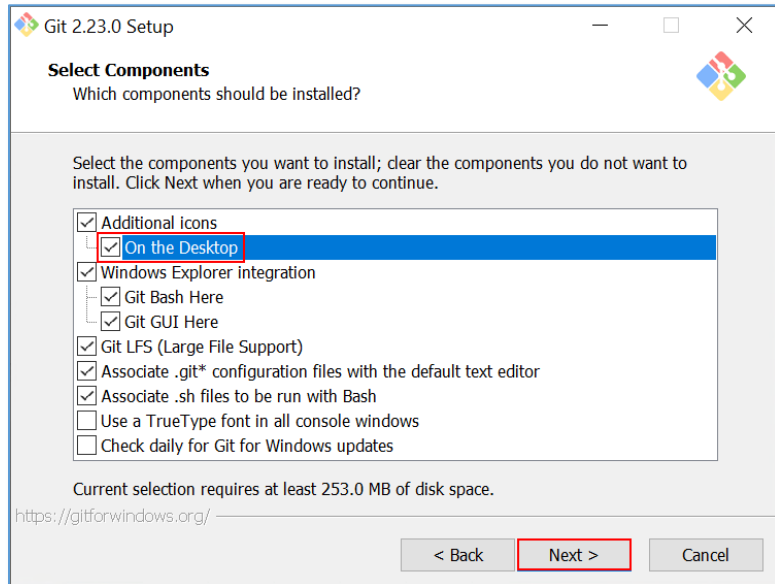 Git 2.23.0 Setup
Select Components
Which components should be installed?
Select the components you want to install; clear the components you do not want to
install. Click Next when you are ready to continue.
Additional icons
On the Desktop
Windows Explorer integration
Git Bash Here
Git GUI Here
Git LFS (Large File Support)
Associate .git* configuration files with the default text editor
Associate .sh files to be run with Bash
Use a TrueType font in all console windows
Check daily for Git for Windows updates
Current selection requires at least 253.0 MB of disk space.
https://gitforwindows.org/
< Back Next > Cancel